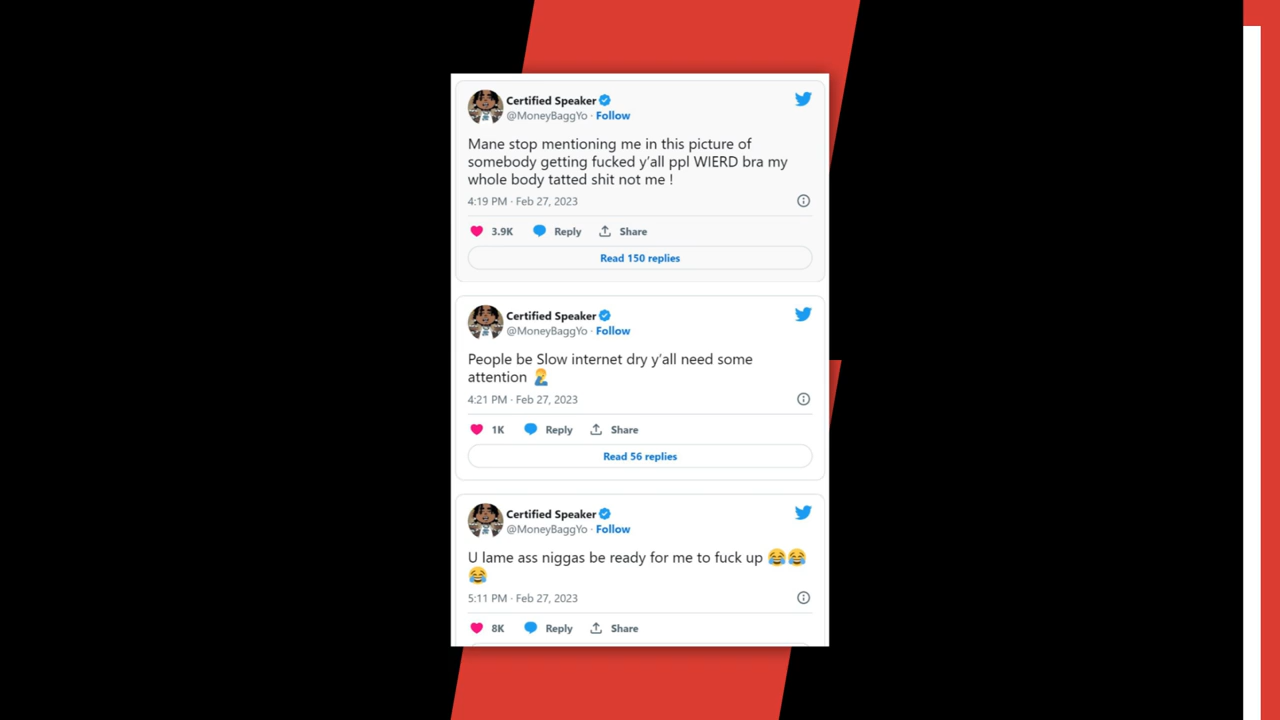 Certified Speaker
@MoneyBaggYo · Follow
Mane stop mentioning me in this picture of
somebody getting fucked y'all ppl WIERD bra my
whole body tatted shit not me !
4:19 PM · Feb 27, 2023
3.9K Reply Share
Read 150 replies
Certified Speaker
@MoneyBaggYo · Follow
People be Slow internet dry y'all need some
attention 🤦‍♂️
4:21 PM · Feb 27, 2023
1K Reply Share
Read 56 replies
Certified Speaker
@MoneyBaggYo · Follow
U lame ass niggas be ready for me to fuck up 😂😂
😂
5:11 PM · Feb 27, 2023
8K Reply Share